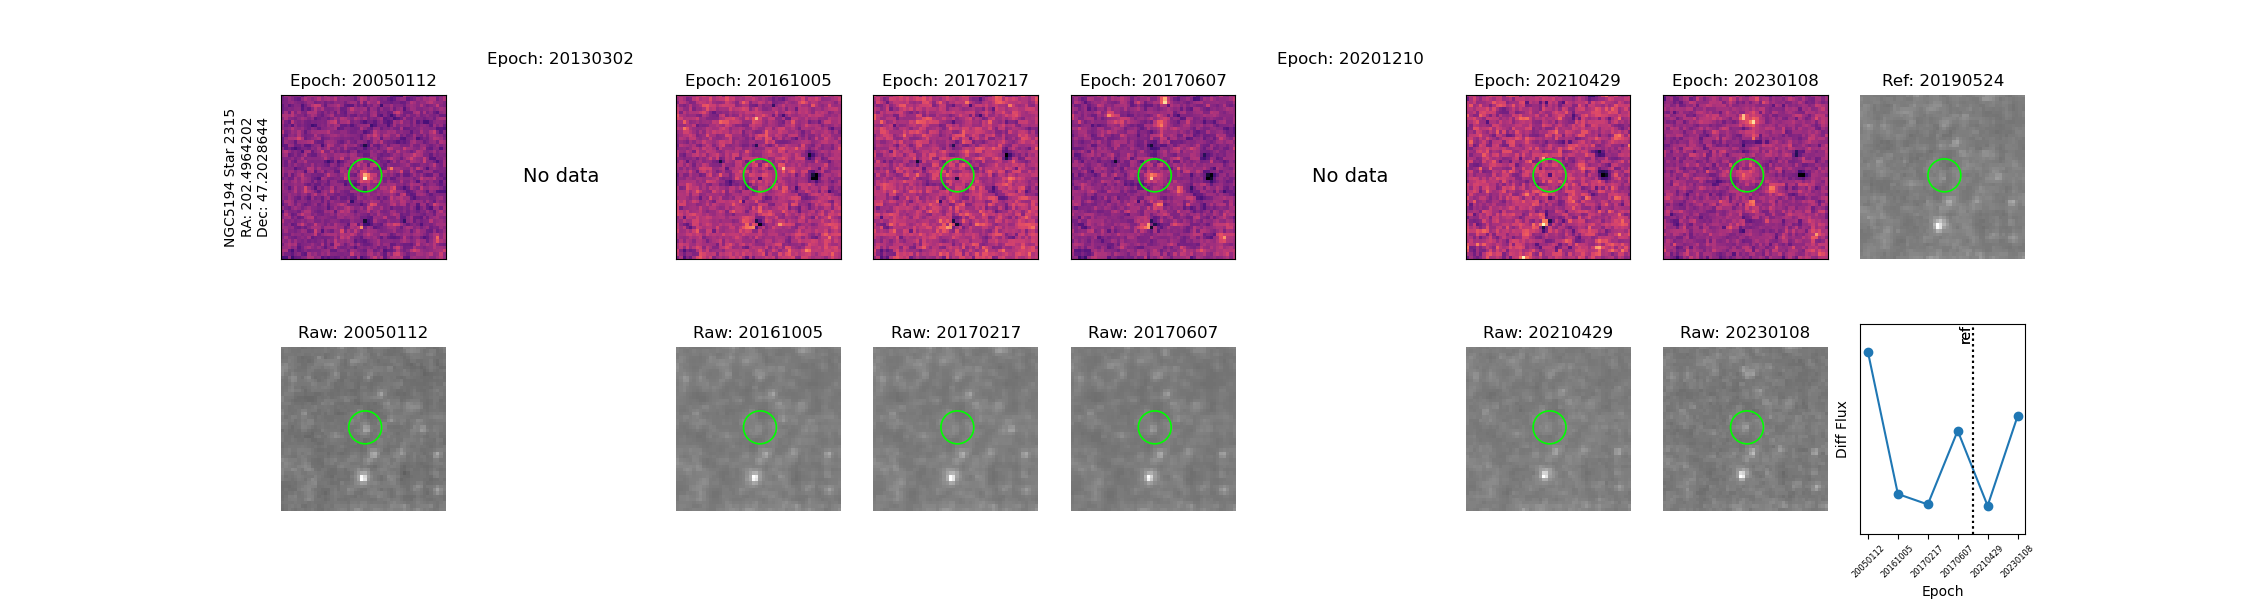 NGC5194 Star 2315
RA: 202.4964202
Dec: 47.2028644
Epoch: 20050112
Epoch: 20130302
No data
Epoch: 20161005
Epoch: 20170217
Epoch: 20170607
Epoch: 20201210
No data
Epoch: 20210429
Epoch: 20230108
Ref: 20190524
Raw: 20050112
Raw: 20161005
Raw: 20170217
Raw: 20170607
Raw: 20210429
Raw: 20230108
Diff Flux
ref
20050112
20161005
20170217
20170607
20210429
20230108
Epoch